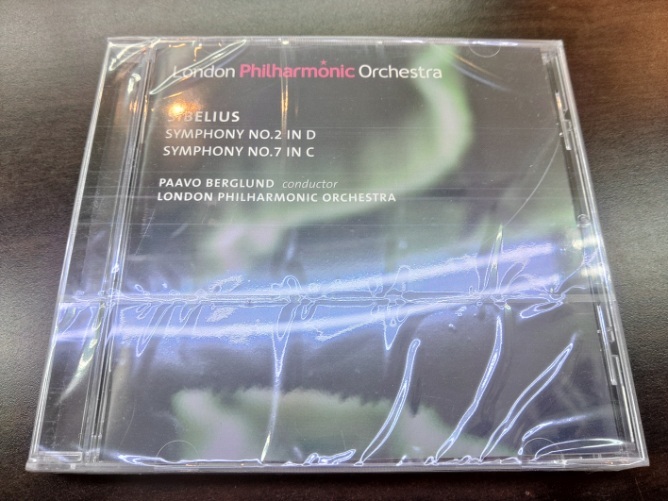 London Philharmonic Orchestra
SIBELIUS
SYMPHONY NO.2 IN D
SYMPHONY NO.7 IN C
PAAVO BERGLUND conductor
LONDON PHILHARMONIC ORCHESTRA